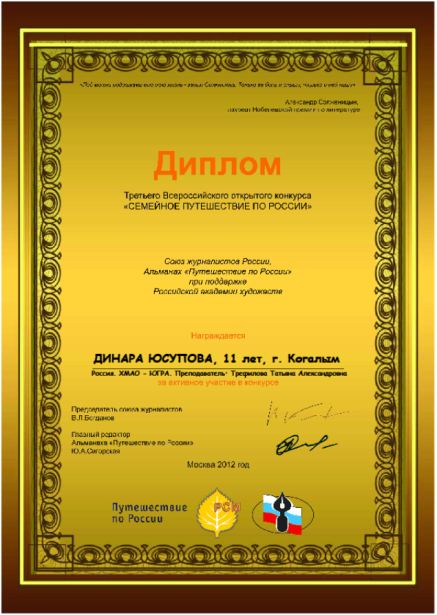 Александр Солженицын,
лауреат Нобелевской премии по литературе
Диплом
Третьего Всероссийского открытого конкурса
«СЕМЕЙНОЕ ПУТЕШЕСТВИЕ ПО РОССИИ»
Союз журналистов России,
Альманах «Путешествие по России»
при поддержке
Российской академии художеств
Награждается
ДИНАРА ЮСУПОВА, 11 лет, г. Когалым
Россия. ХМАО - ЮГРА. Преподаватель- Трефилова Татьяна Александровна
за активное участие в конкурсе
Председатель союза журналистов
В.Л.Богданов
Главный редактор
Альманаха «Путешествие по России»
Ю.А.Сигорская
Москва 2012 год
Путешествие
по России
РСМ